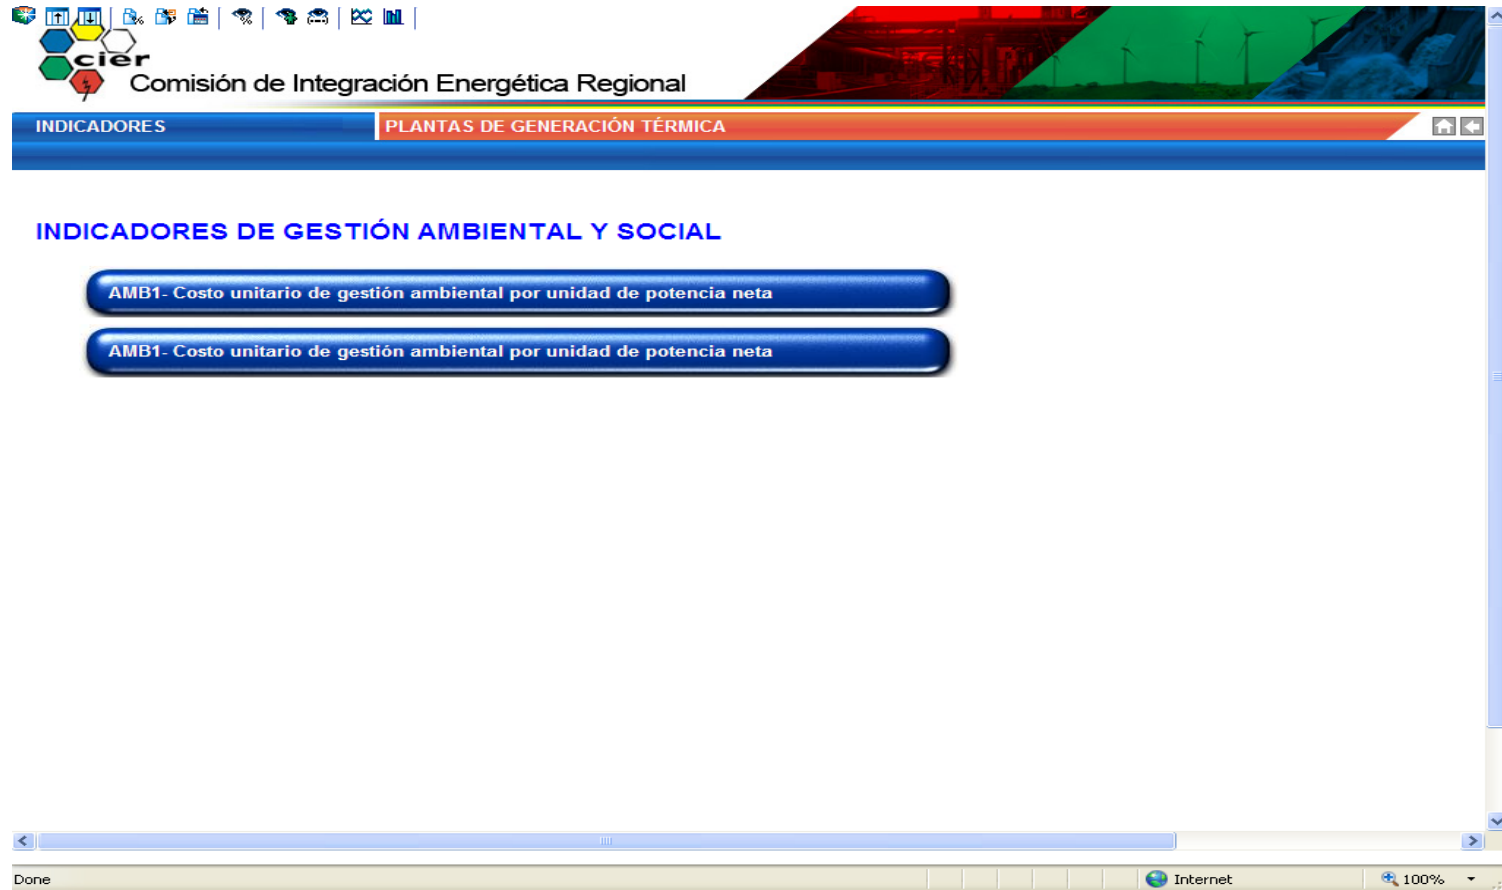 cier
Comisión de Integración Energética Regional
INDICADORES
PLANTAS DE GENERACIÓN TÉRMICA
INDICADORES DE GESTIÓN AMBIENTAL Y SOCIAL
AMB1- Costo unitario de gestión ambiental por unidad de potencia neta
AMB1- Costo unitario de gestión ambiental por unidad de potencia neta
Done
Internet
100%